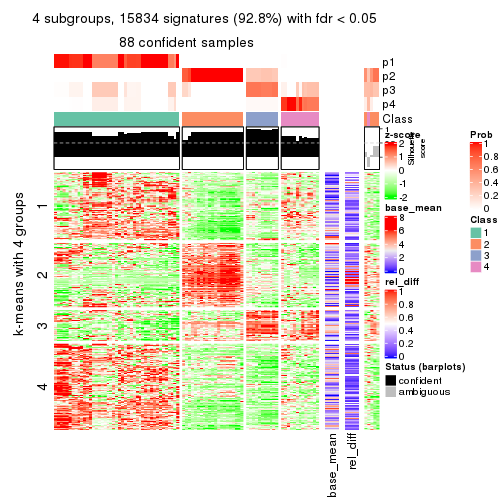 4 subgroups, 15834 signatures (92.8%) with fdr < 0.05
88 confident samples
p1
p2
p3
p4
Class
1
Silhouette
score
k-means with 4 groups
1
2
3
4
base_mean
rel_diff
z-score
2
1
0
-1
-2
base_mean
8
6
4
2
0
rel_diff
1
0.8
0.6
0.4
0.2
0
Status (barplots)
confident
ambiguous
Prob
1
0.8
0.6
0.4
0.2
0
Class
1
2
3
4